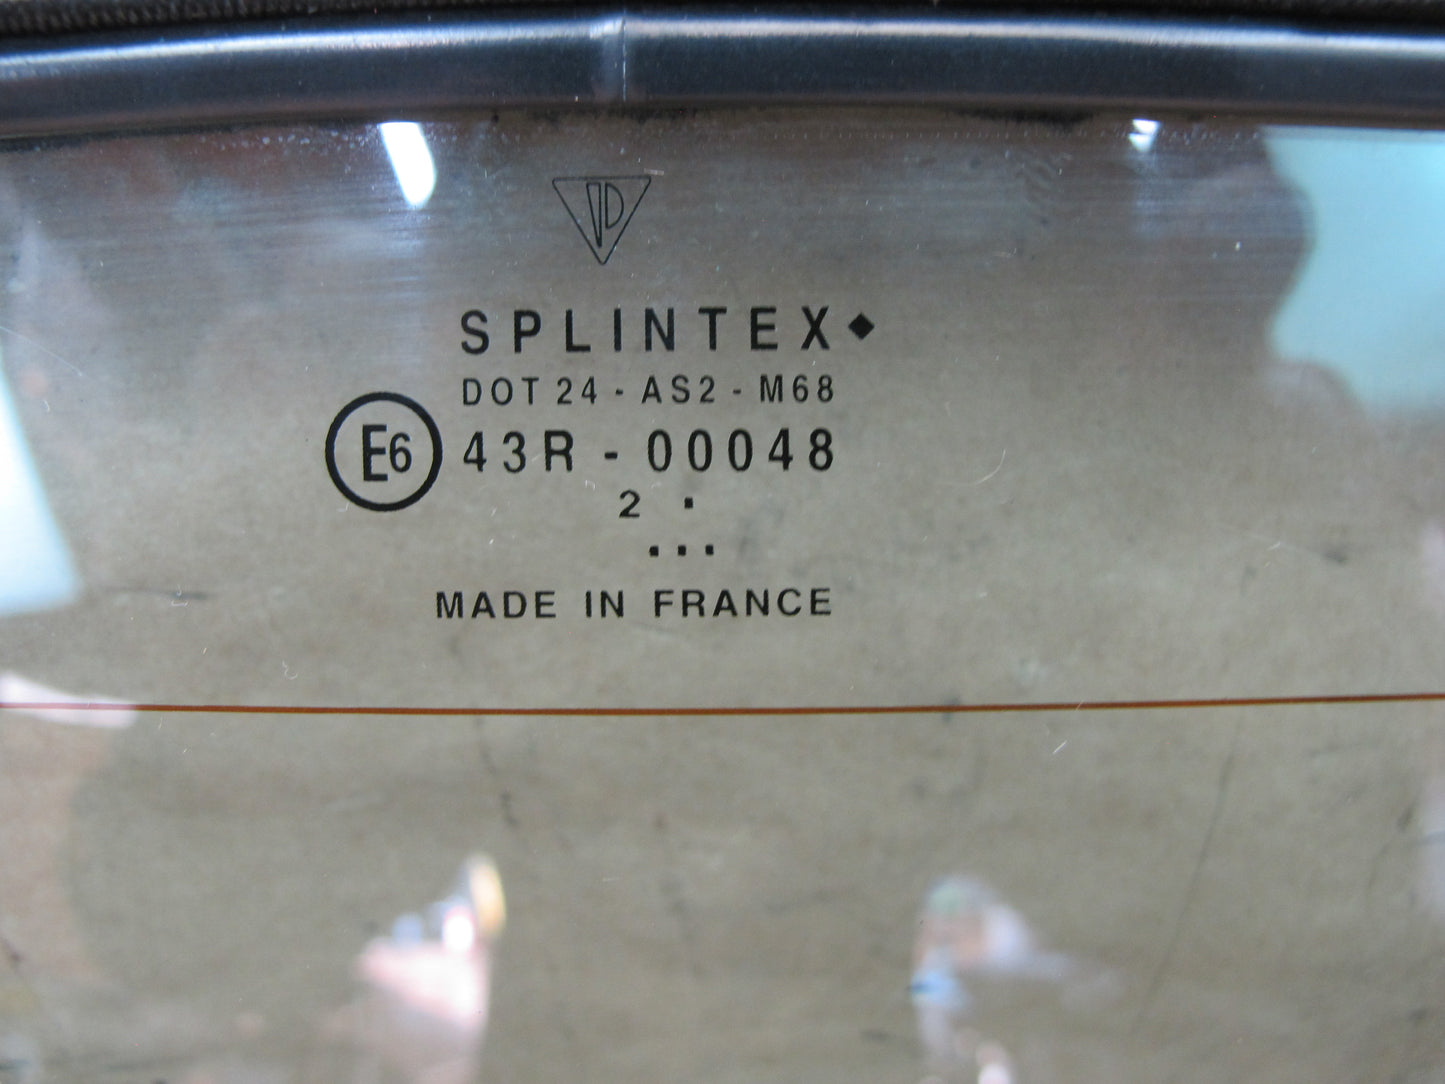 SPLINTEX◆
DOT 24 - AS2 - M68
E6 43R - 00048
2 .
...
MADE IN FRANCE